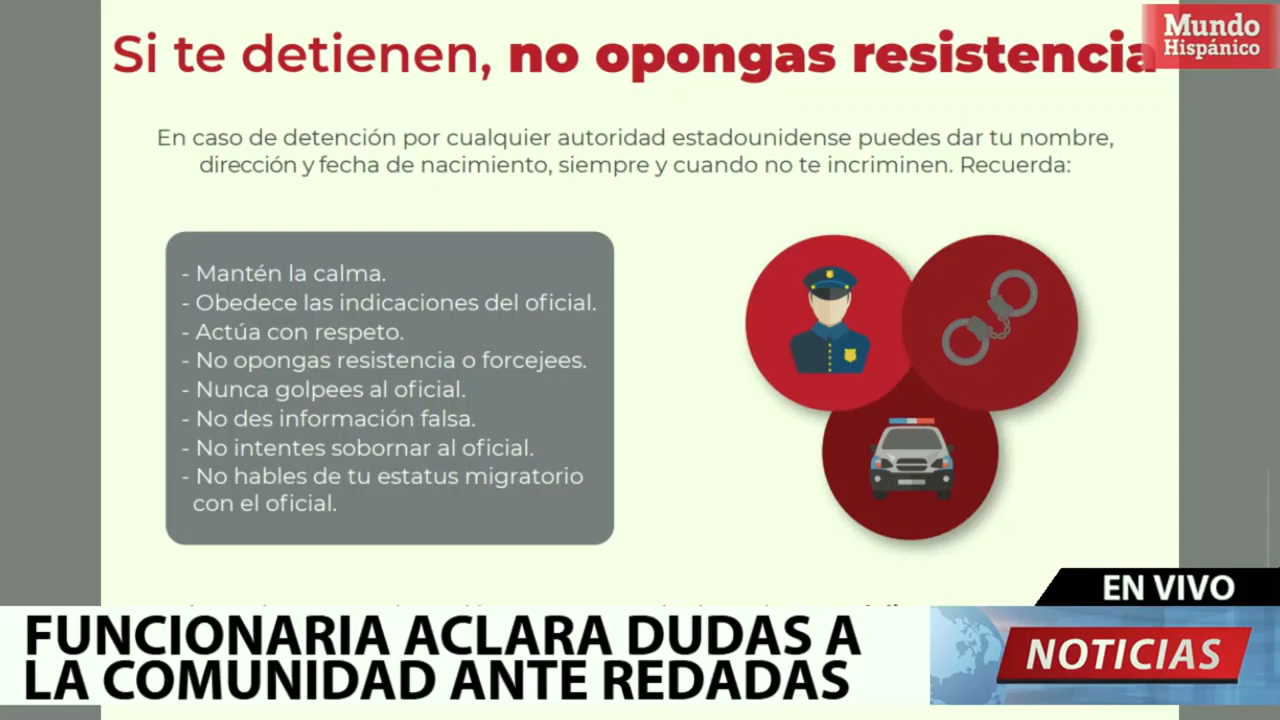 Si te detienen, no opongas resistencia
Mundo
Hispánico
En caso de detención por cualquier autoridad estadounidense puedes dar tu nombre,
dirección y fecha de nacimiento, siempre y cuando no te incriminen. Recuerda:
- Mantén la calma.
- Obedece las indicaciones del oficial.
- Actúa con respeto.
- No opongas resistencia o forcejees.
- Nunca golpees al oficial.
- No des información falsa.
- No intentes sobornar al oficial.
- No hables de tu estatus migratorio
con el oficial.
EN VIVO
FUNCIONARIA ACLARA DUDAS A
LA COMUNIDAD ANTE REDADAS
NOTICIAS